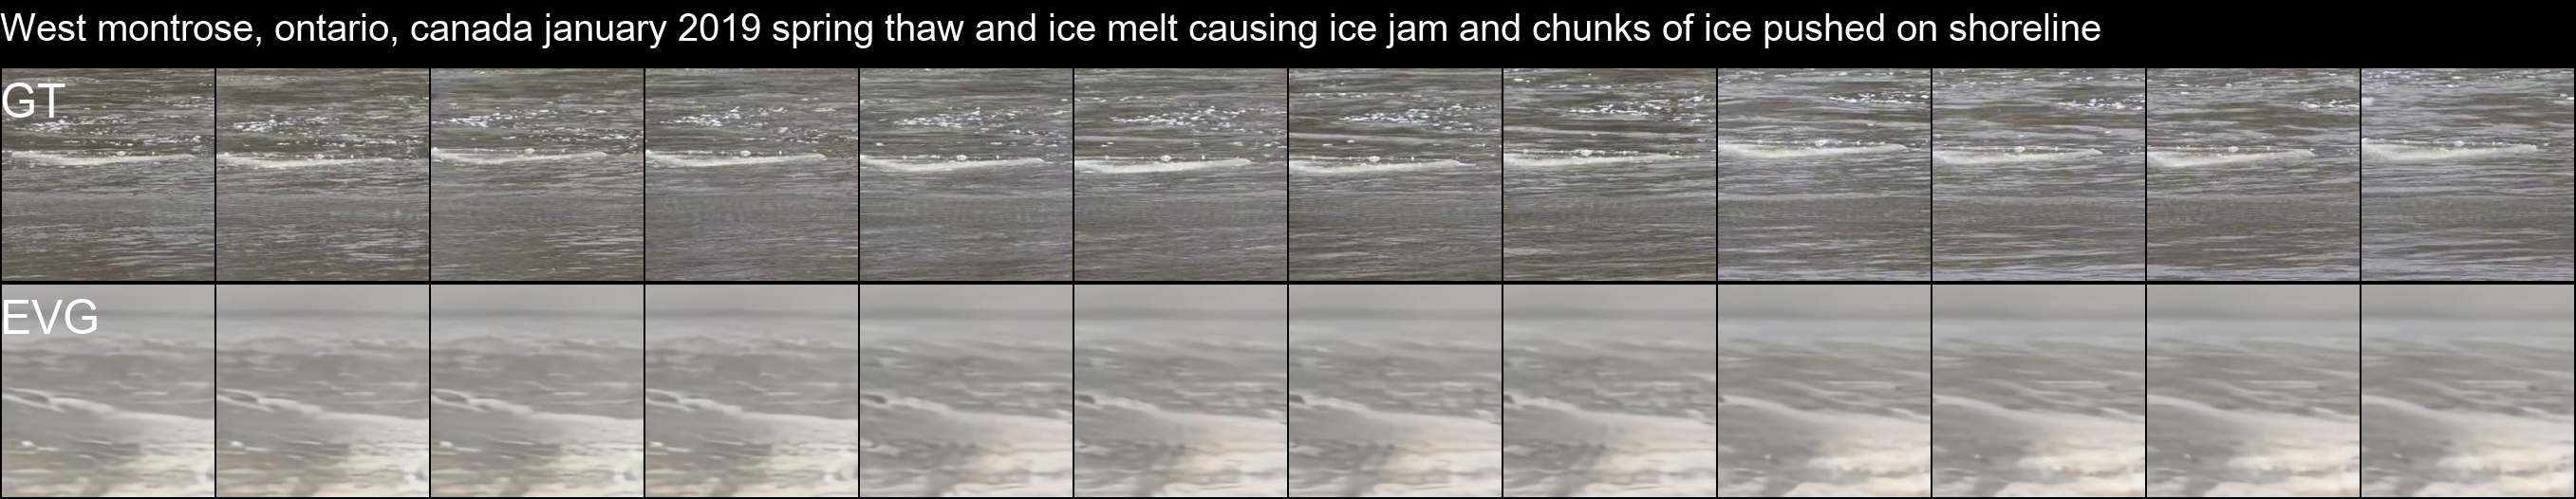 West montrose, ontario, canada january 2019 spring thaw and ice melt causing ice jam and chunks of ice pushed on shoreline
GT
EVG